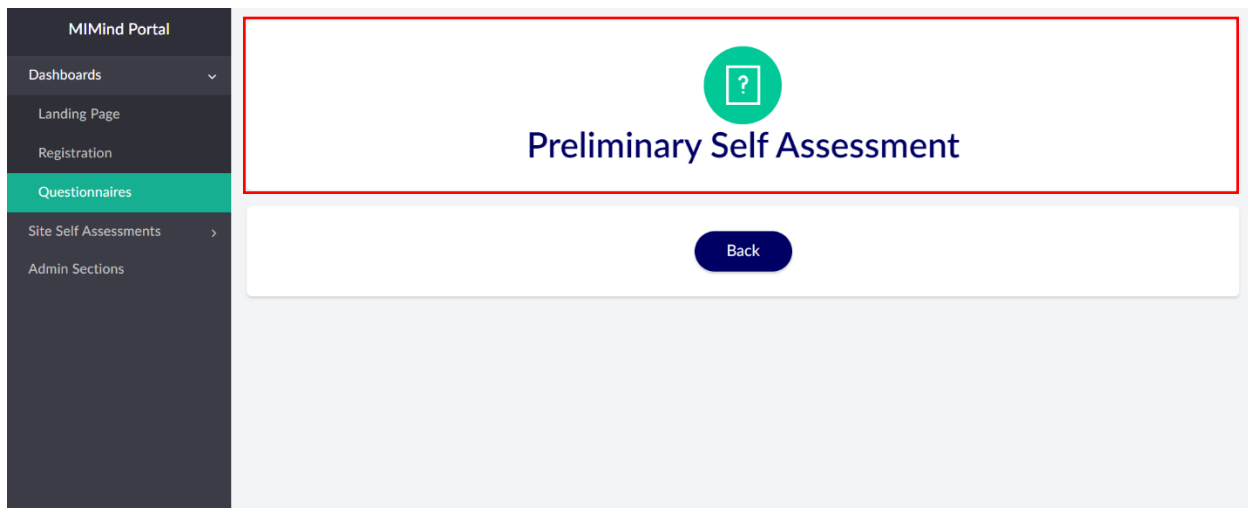 MIMind Portal
Dashboards
Landing Page
Registration
Questionnaires
Site Self Assessments
Admin Sections
?
Preliminary Self Assessment
Back